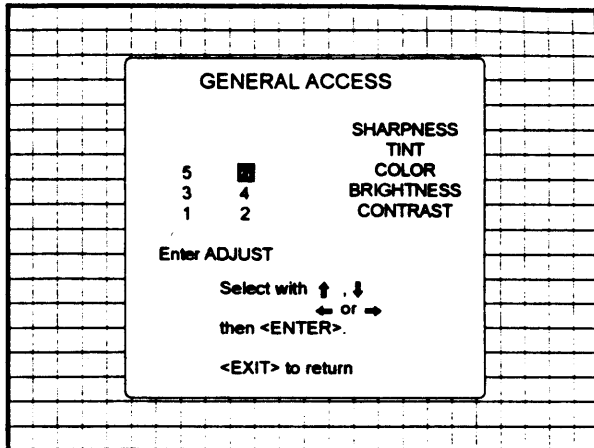 GENERAL ACCESS
SHARPNESS
TINT
5 COLOR
3 4 BRIGHTNESS
1 2 CONTRAST
Enter ADJUST
Select with ↑ , ↓
← or →
then <ENTER>.
<EXIT> to return